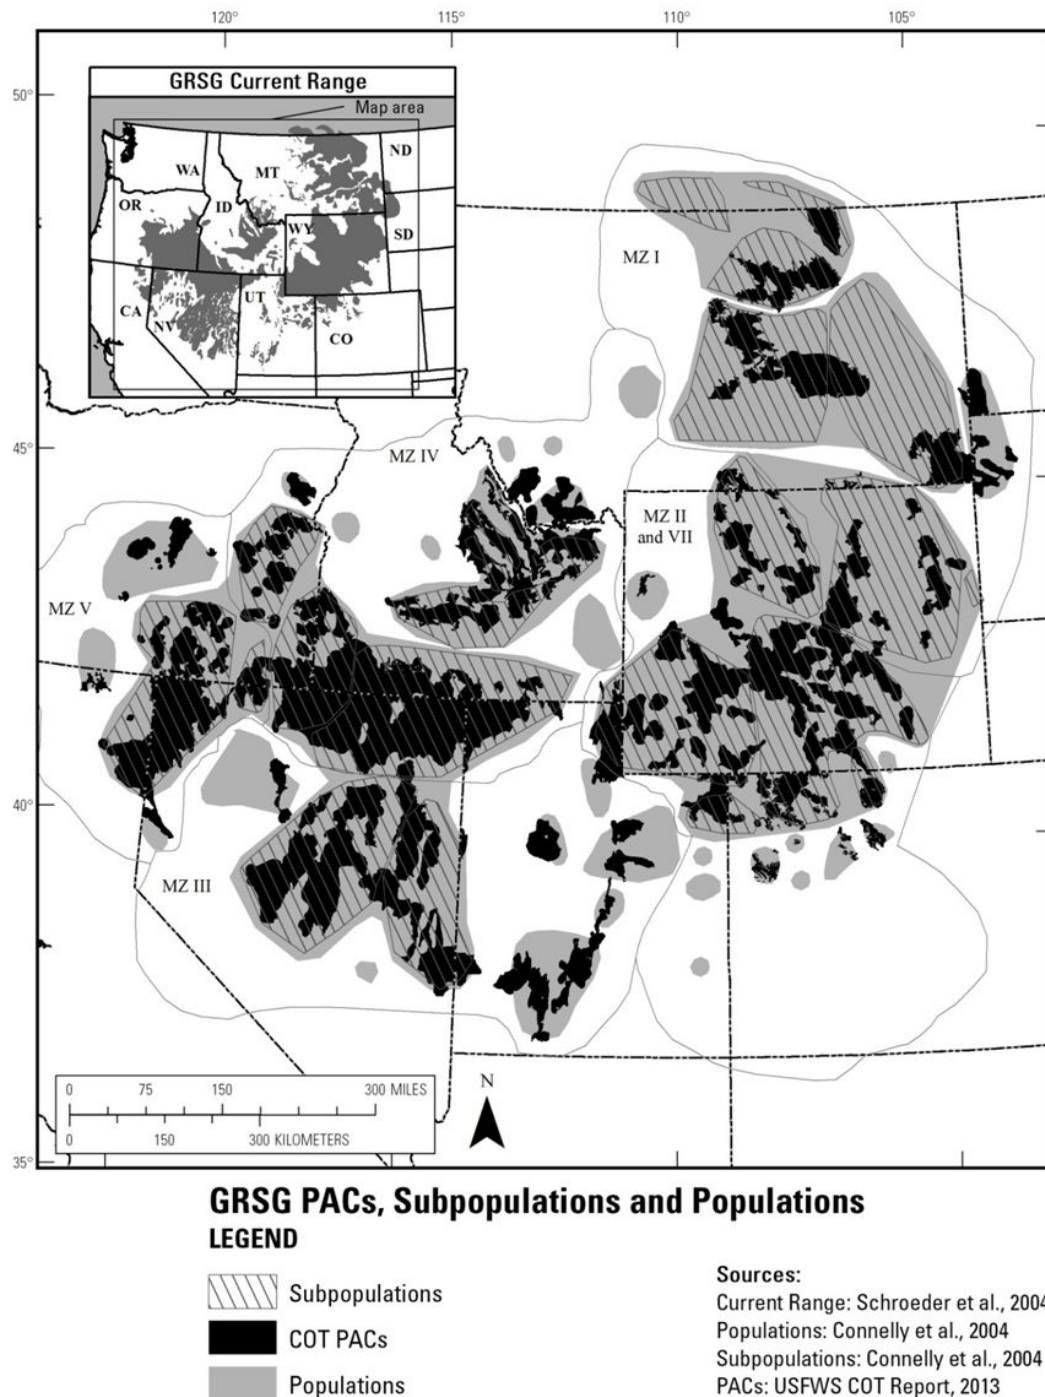 120°
115°
110°
105°
50°
GRSG Current Range
Map area
WA
MT
ND
OR
ID
WY
SD
CA
NV
UT
CO
MZ I
45°
MZ IV
MZ II
and VII
MZ V
40°
MZ III
0 75 150 300 MILES
0 150 300 KILOMETERS
N
35°
GRSG PACs, Subpopulations and Populations
LEGEND
Subpopulations
COT PACs
Populations
Sources:
Current Range: Schroeder et al., 2004
Populations: Connelly et al., 2004
Subpopulations: Connelly et al., 2004
PACs: USFWS COT Report, 2013